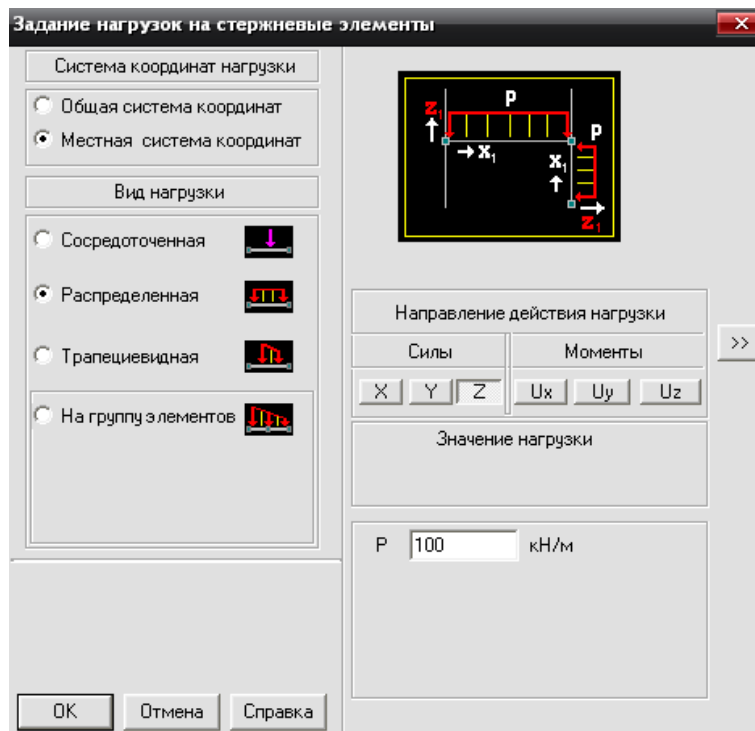 Задание нагрузок на стержневые элементы
Система координат нагрузки
Общая система координат
Местная система координат
Вид нагрузки
Сосредоточенная
Распределенная
Трапециевидная
На группу элементов
OK
Отмена
Справка
Z₁
P
X₁
P
X₁
Z₁
Направление действия нагрузки
Силы
Моменты
X
Y
Z
Ux
Uy
Uz
>>
Значение нагрузки
P 100 кН/м